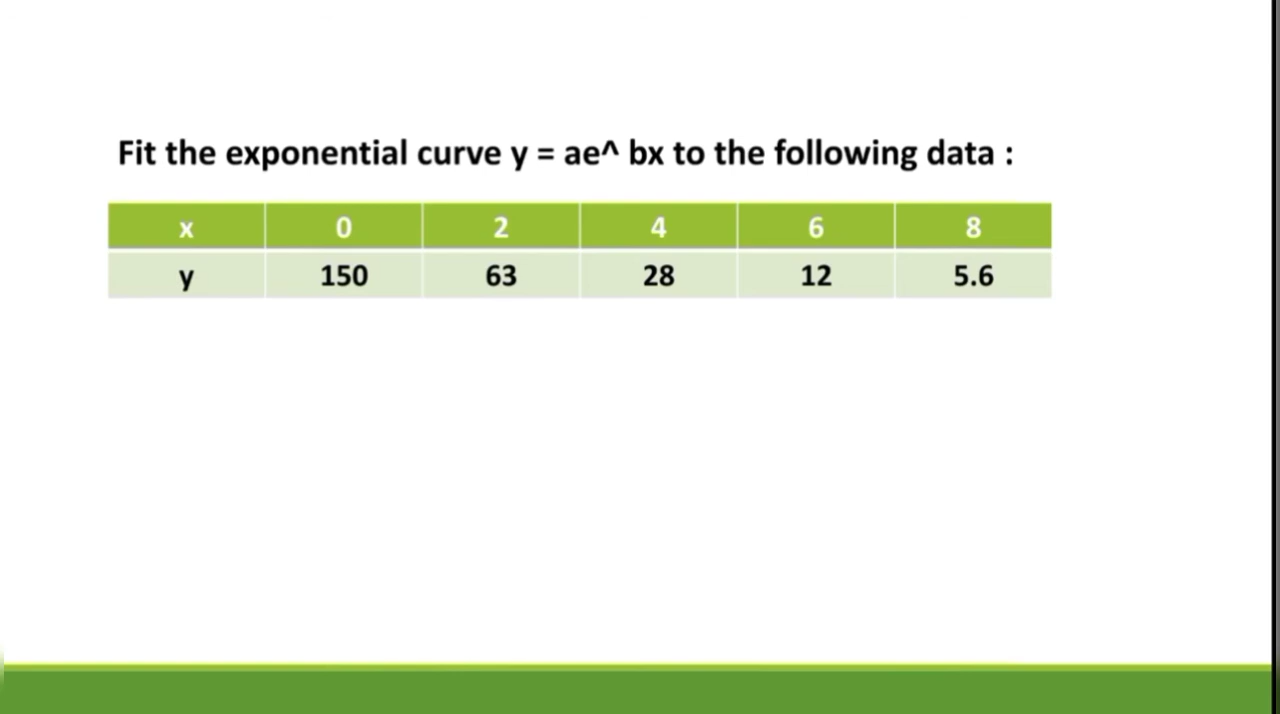 Fit the exponential curve y = ae^ bx to the following data :
x 0 2 4 6 8
y 150 63 28 12 5.6